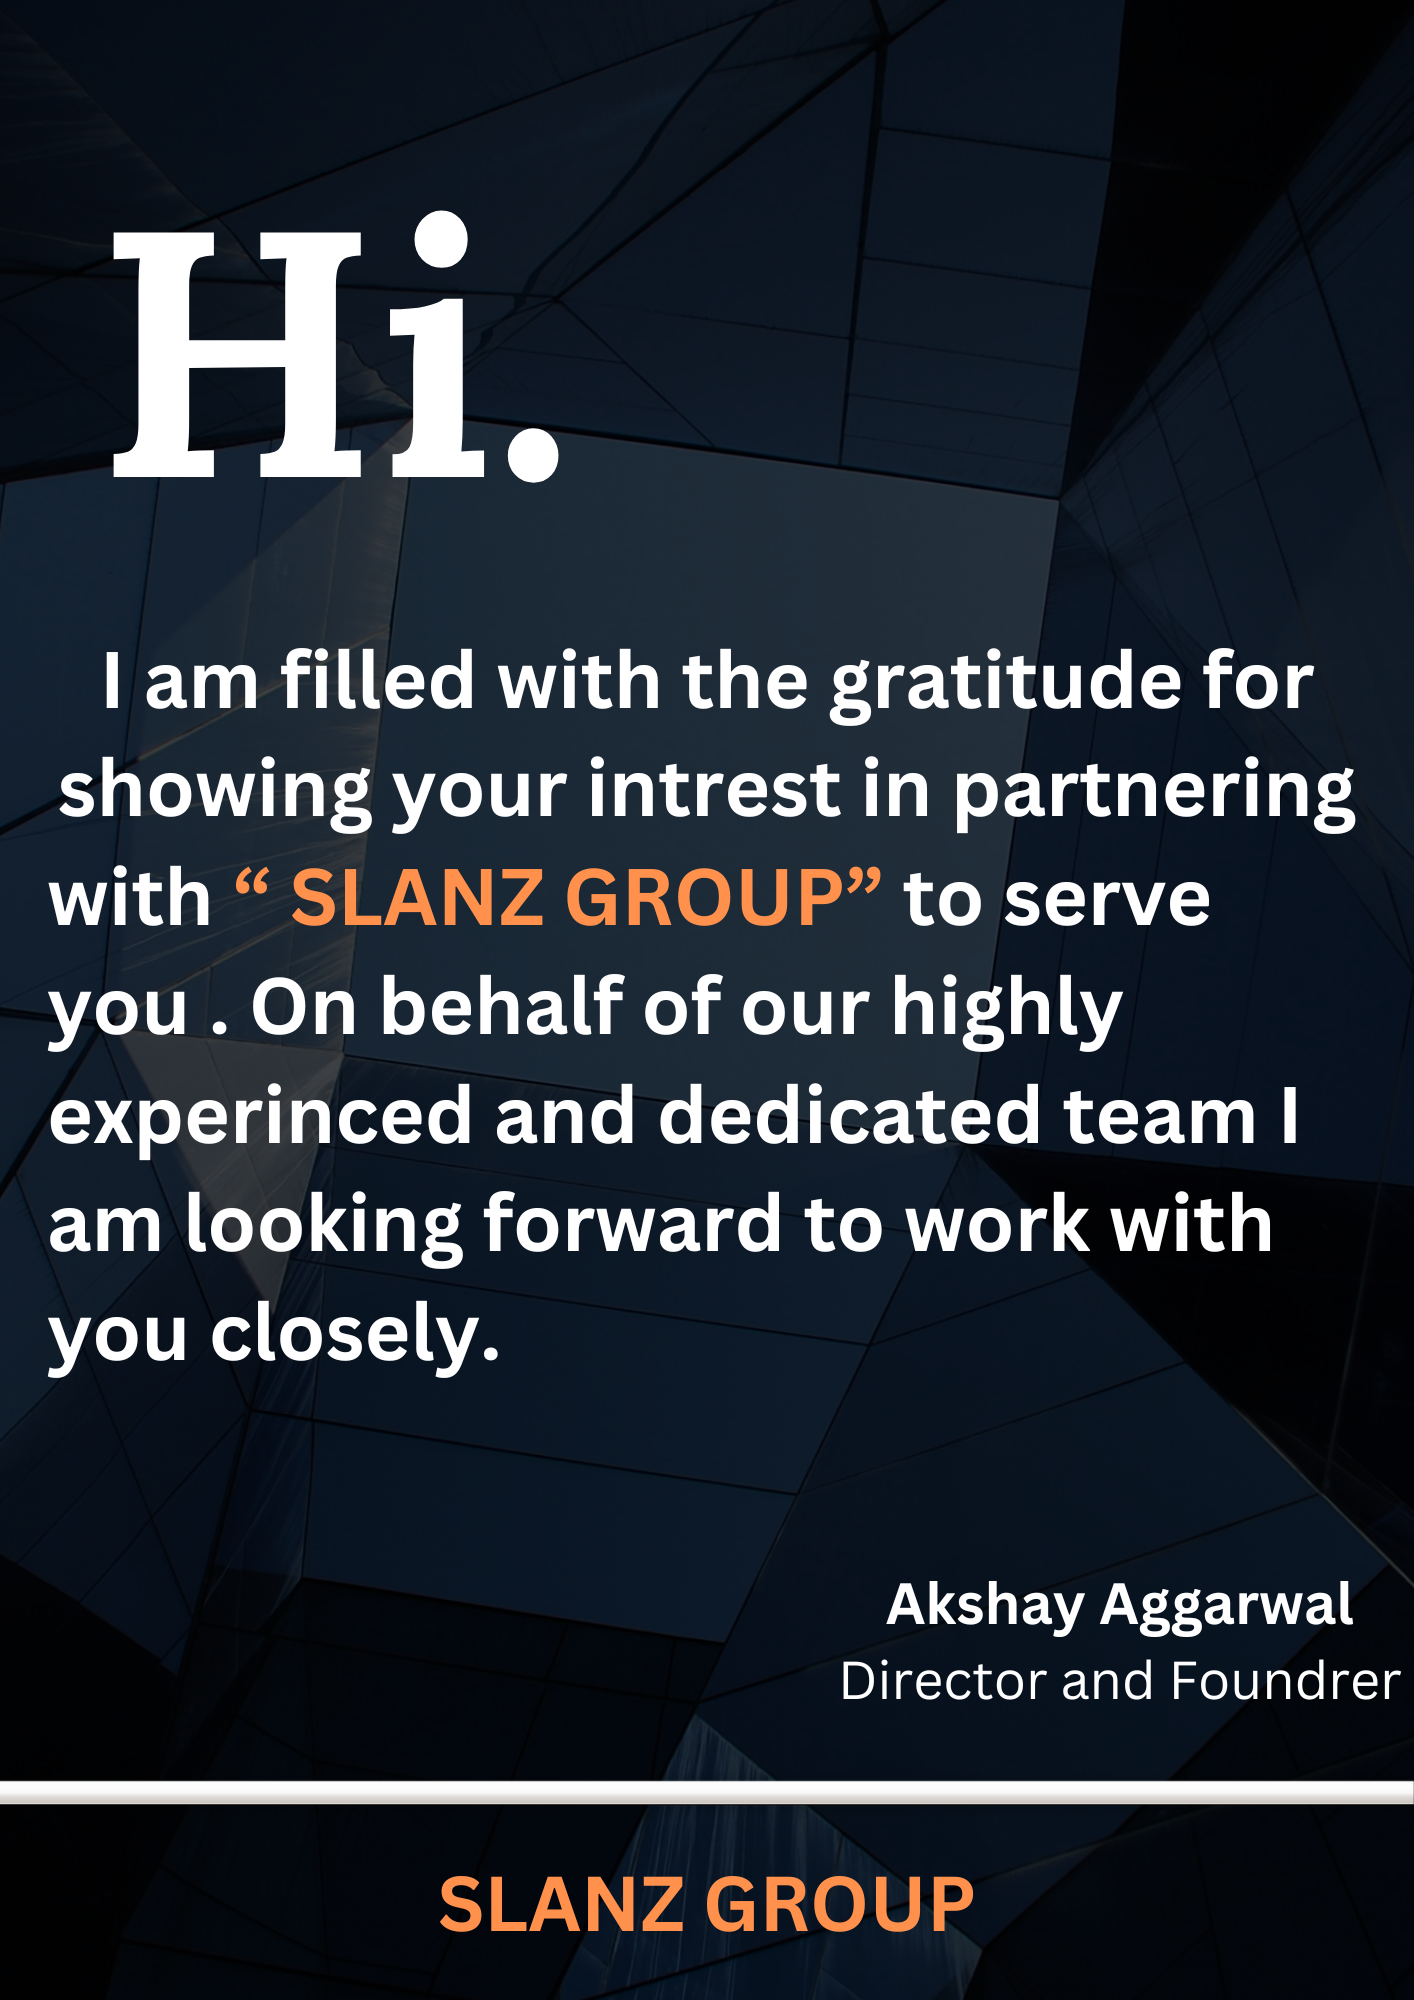 Hi.
I am filled with the gratitude for
showing your intrest in partnering
with “ SLANZ GROUP” to serve
you . On behalf of our highly
experinced and dedicated team I
am looking forward to work with
you closely.
Akshay Aggarwal
Director and Foundrer
SLANZ GROUP